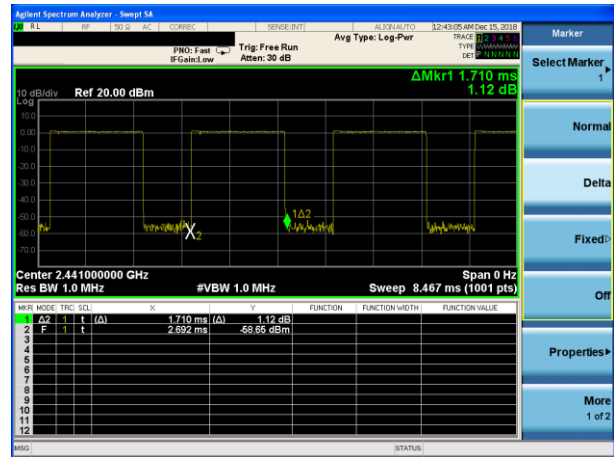 Agilent Spectrum Analyzer - Swept SA
RL RF 50 Ω AC CORREC SENSE:INT ALIGN AUTO 12:43:05 AM Dec 15, 2018
Marker
Avg Type: Log-Pwr TRACE 1 2 3 4 5 6
PNO: Fast Trig: Free Run TYPE
IFGain:Low Atten: 30 dB DET P N N N N N
Select Marker
1
ΔMkr1 1.710 ms
10 dB/div Ref 20.00 dBm 1.12 dB
Log
10.0
0.00
-10.0
-20.0
-30.0
-40.0
-50.0
-60.0
-70.0
1Δ2
X2
Normal
Delta
Fixed
Off
Center 2.441000000 GHz Span 0 Hz
Res BW 1.0 MHz #VBW 1.0 MHz Sweep 8.467 ms (1001 pts)
MKR MODE TRC SCL X Y FUNCTION FUNCTION WIDTH FUNCTION VALUE
1 Δ2 1 t (Δ) 1.710 ms (Δ) 1.12 dB
2 F 1 t 2.692 ms -58.65 dBm
3
4
5
6
7
8
9
10
11
12
Properties
More
1 of 2
MSG STATUS